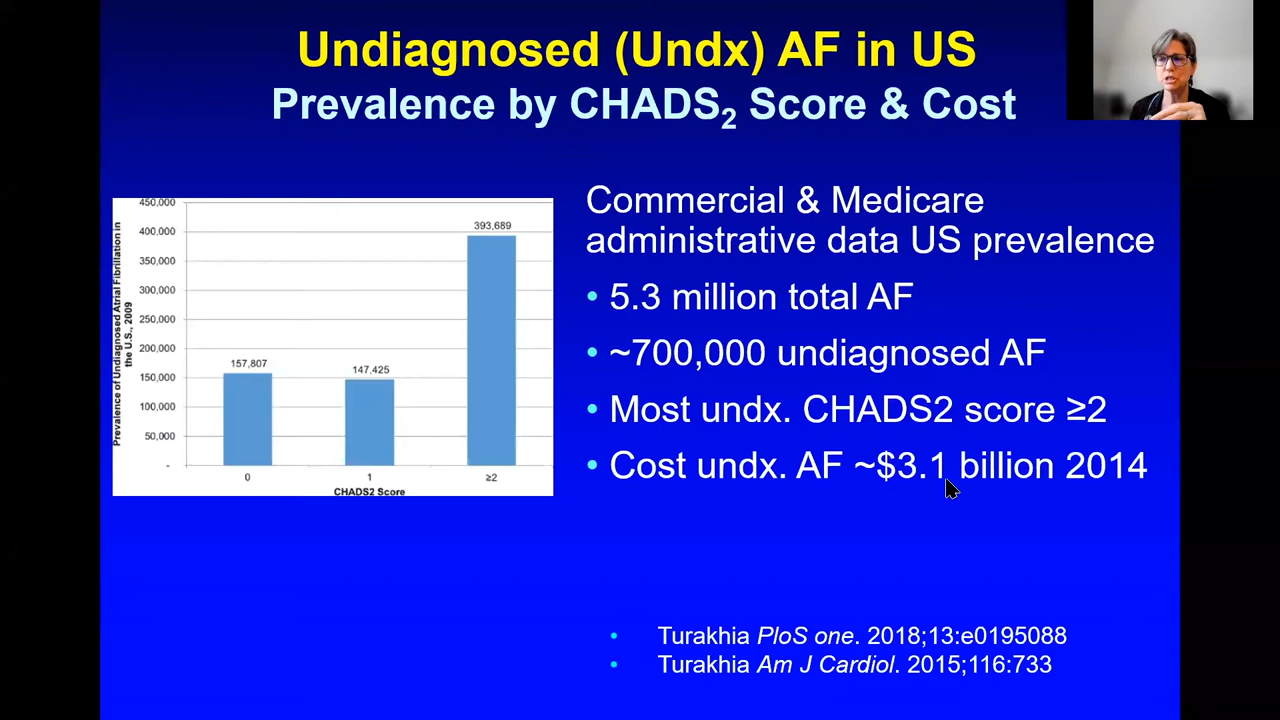 Undiagnosed (Undx) AF in US
Prevalence by CHADS2 Score & Cost
Prevalence of Undiagnosed Atrial Fibrillation in
the U.S., 2009
450,000
400,000
350,000
300,000
250,000
200,000
150,000
100,000
50,000
-
157,807
147,425
393,689
0
1
≥2
CHADS2 Score
Commercial & Medicare
administrative data US prevalence
• 5.3 million total AF
• ~700,000 undiagnosed AF
• Most undx. CHADS2 score ≥2
• Cost undx. AF ~$3.1 billion 2014
• Turakhia PloS one. 2018;13:e0195088
• Turakhia Am J Cardiol. 2015;116:733